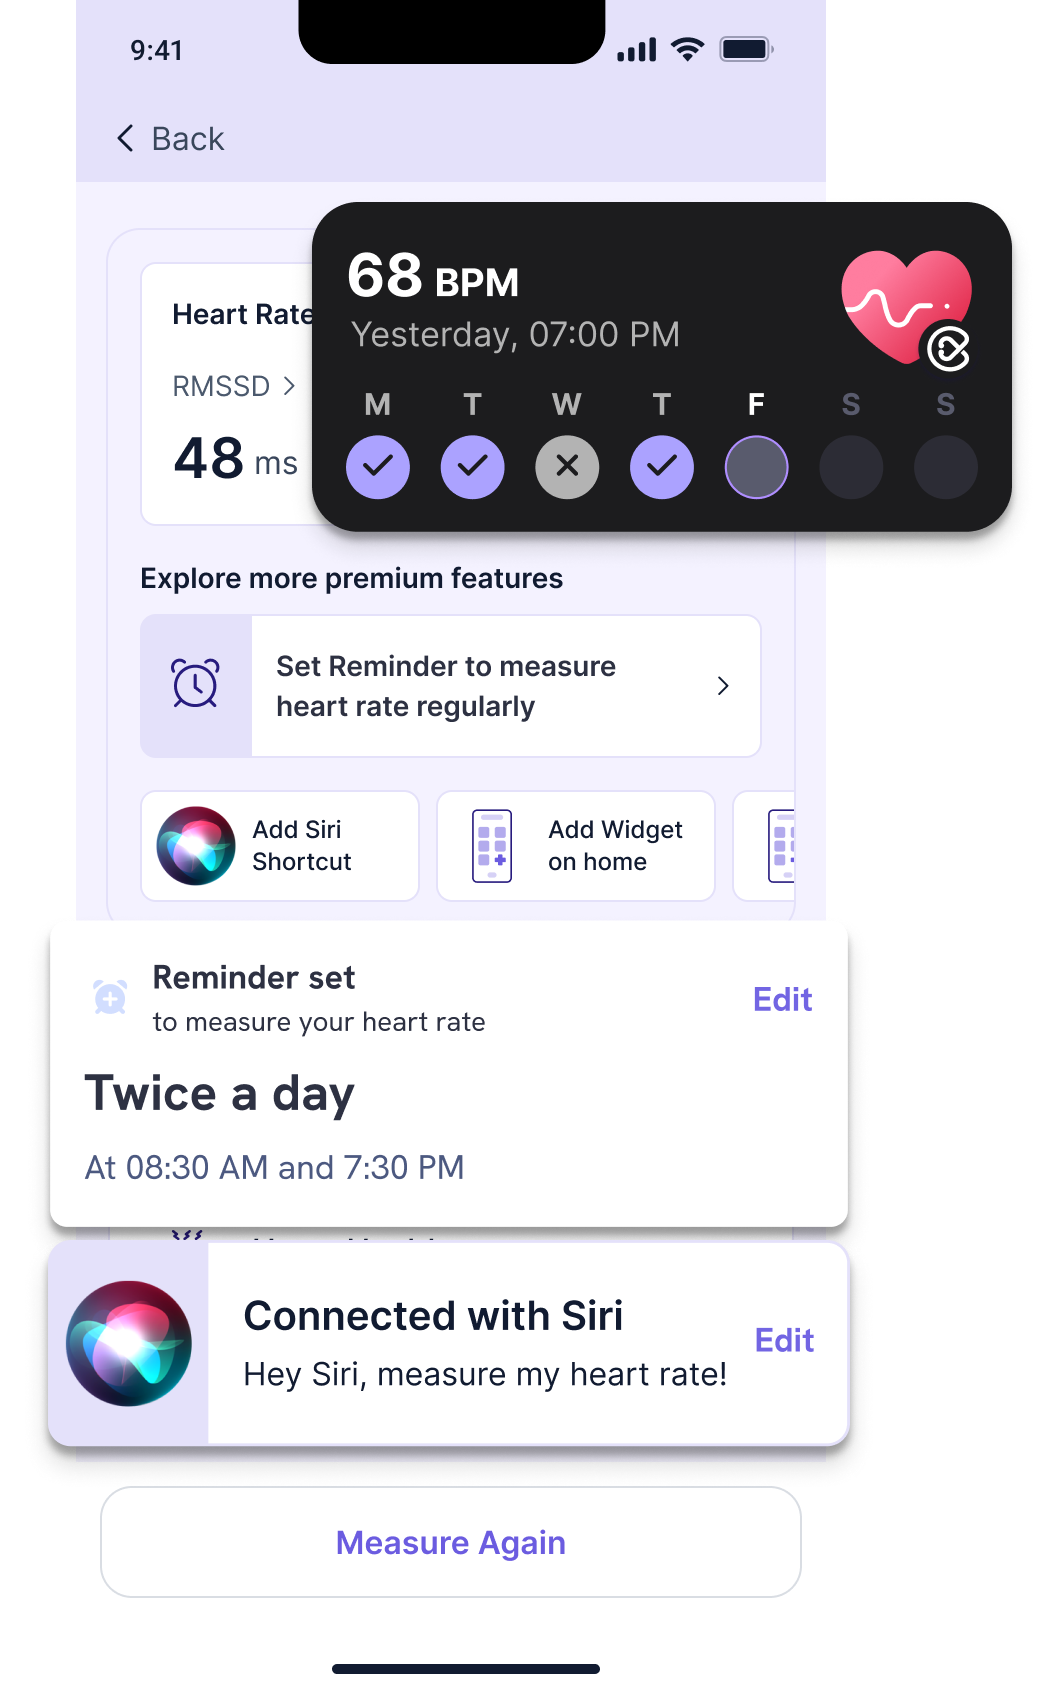 9:41
Back
68 BPM
Yesterday, 07:00 PM
M T W T F S S
Heart Rate
RMSSD
48 ms
Explore more premium features
Set Reminder to measure
heart rate regularly
Add Siri
Shortcut
Add Widget
on home
Reminder set
to measure your heart rate
Edit
Twice a day
At 08:30 AM and 7:30 PM
Connected with Siri
Hey Siri, measure my heart rate!
Edit
Measure Again